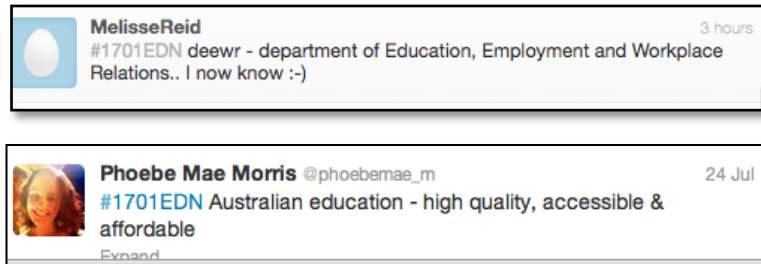 MelisseReid 3 hours
#1701EDN deewr - department of Education, Employment and Workplace
Relations.. I now know :-)
Phoebe Mae Morris @phoebemae_m 24 Jul
#1701EDN Australian education - high quality, accessible &
affordable
Expand